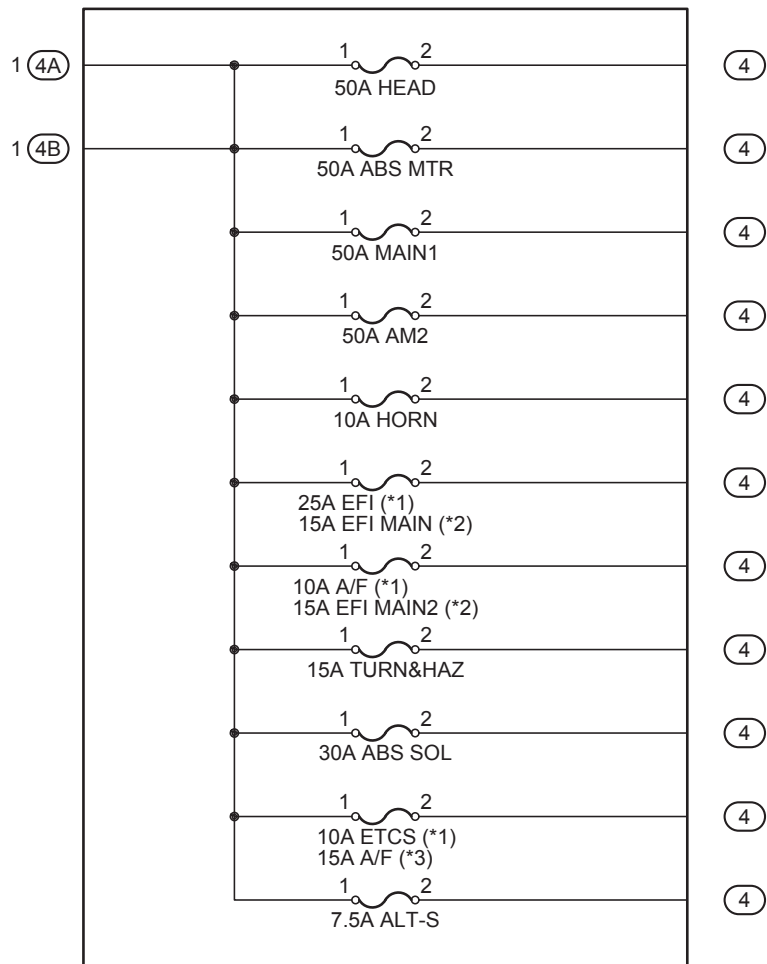 1 4A 1 2 4
50A HEAD
1 4B 1 2 4
50A ABS MTR
1 2 4
50A MAIN1
1 2 4
50A AM2
1 2 4
10A HORN
1 2 4
25A EFI (*1)
15A EFI MAIN (*2)
1 2 4
10A A/F (*1)
15A EFI MAIN2 (*2)
1 2 4
15A TURN&HAZ
1 2 4
30A ABS SOL
1 2 4
10A ETCS (*1)
15A A/F (*3)
1 2 4
7.5A ALT-S